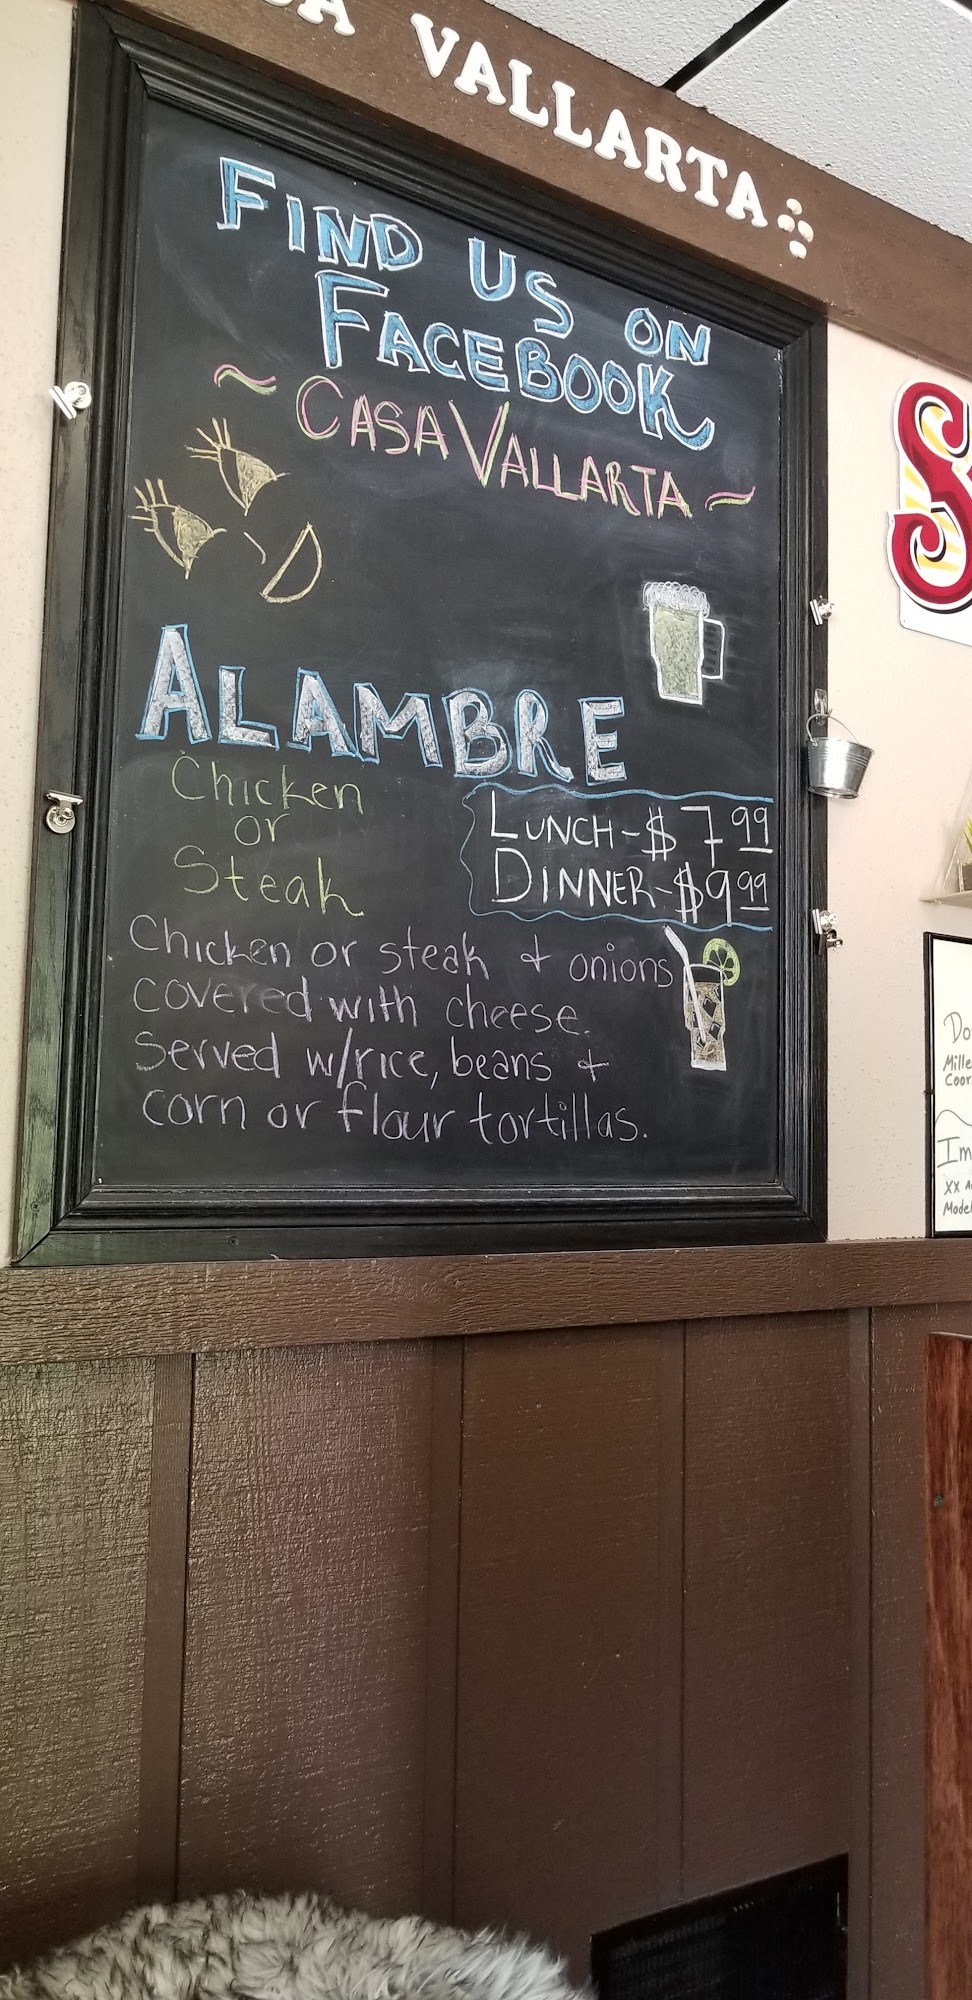 VALLARTA
FIND US ON
FACEBOOK
~ CASA VALLARTA ~
ALAMBRE
Chicken
or
Steak
LUNCH - $7.99
DINNER - $9.99
Chicken or steak + onions
covered with cheese.
Served w/rice, beans +
corn or flour tortillas.